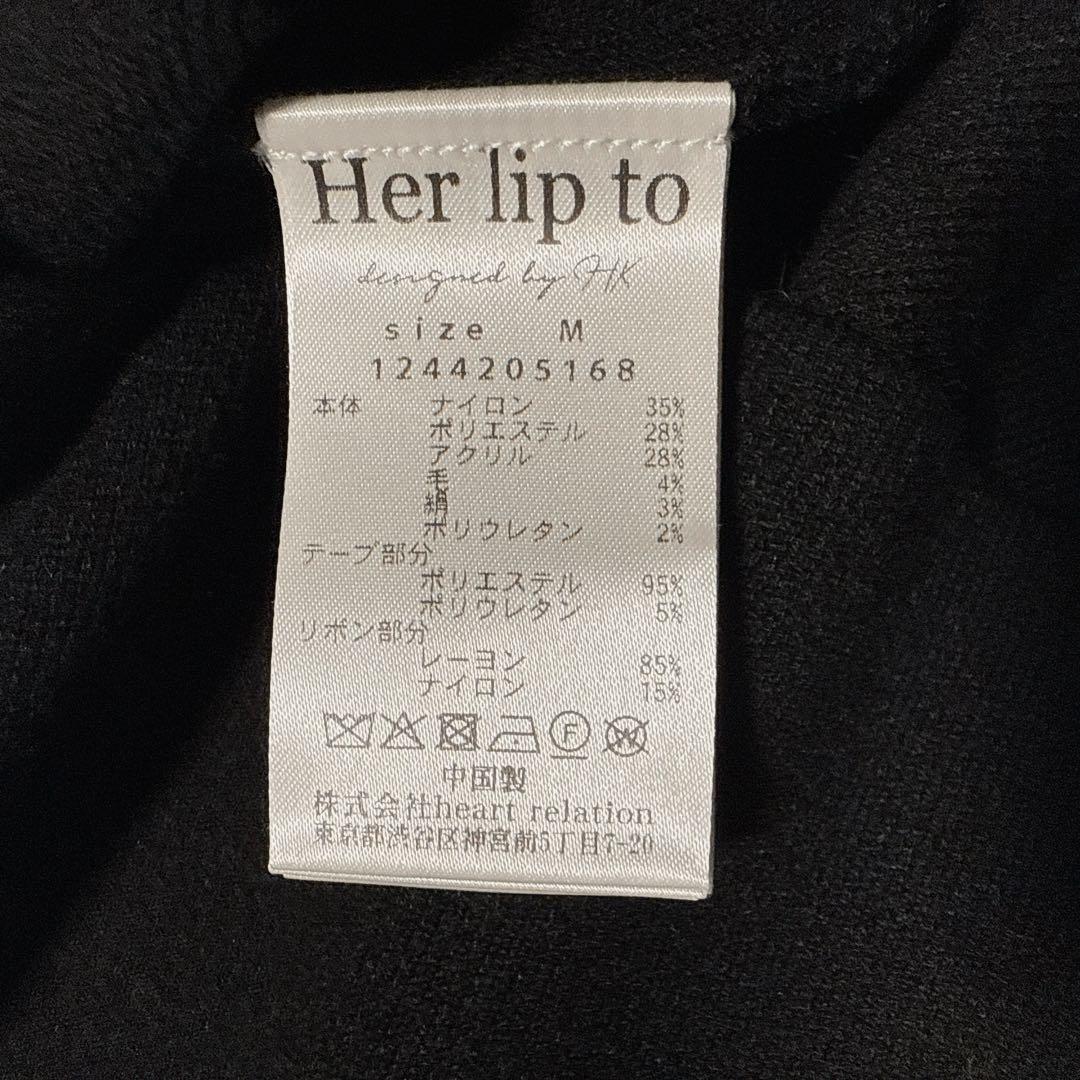 Her lip to
designed by HK
size M
1244205168
本体 ナイロン 35%
ポリエステル 28%
アクリル 28%
毛 4%
絹 3%
ポリウレタン 2%
テープ部分
ポリエステル 95%
ポリウレタン 5%
リボン部分
レーヨン 85%
ナイロン 15%
F W
中国製
株式会社heart relation
東京都渋谷区神宮前5丁目7-20